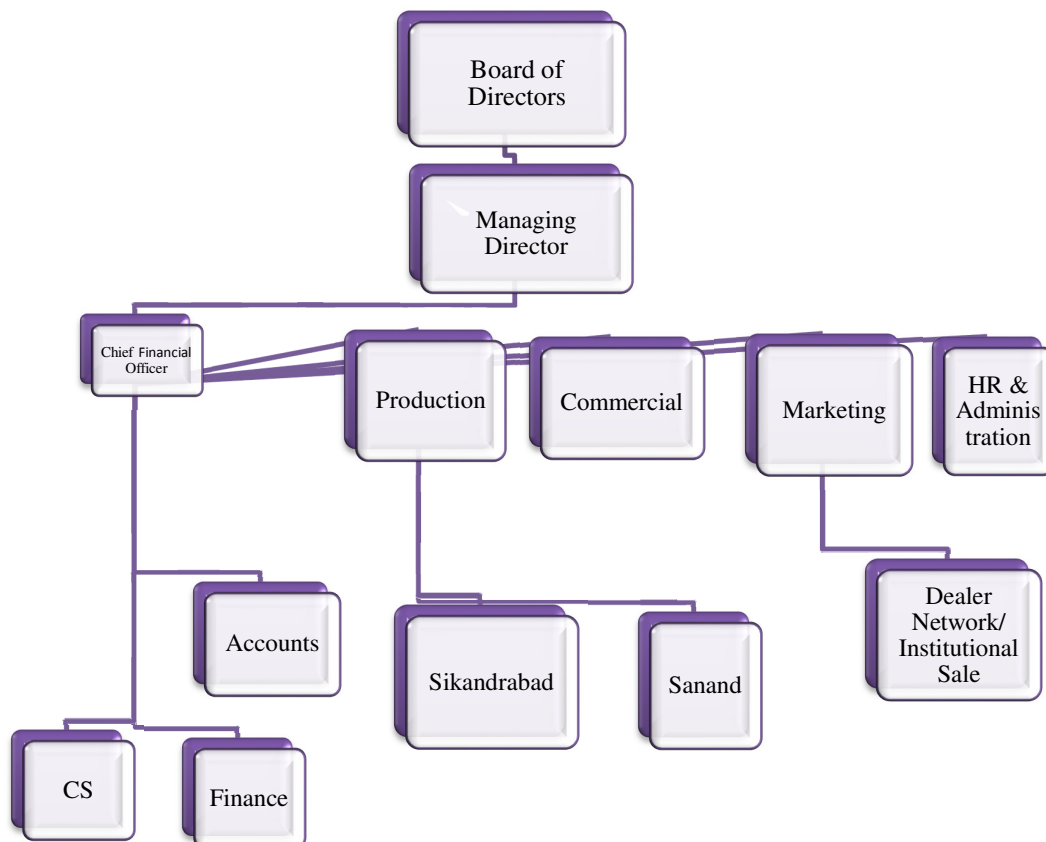 Board of
Directors
Managing
Director
Chief Financial
Officer
Production
Commercial
Marketing
HR &
Adminis
tration
Accounts
Sikandrabad
Sanand
Dealer
Network/
Institutional
Sale
CS
Finance